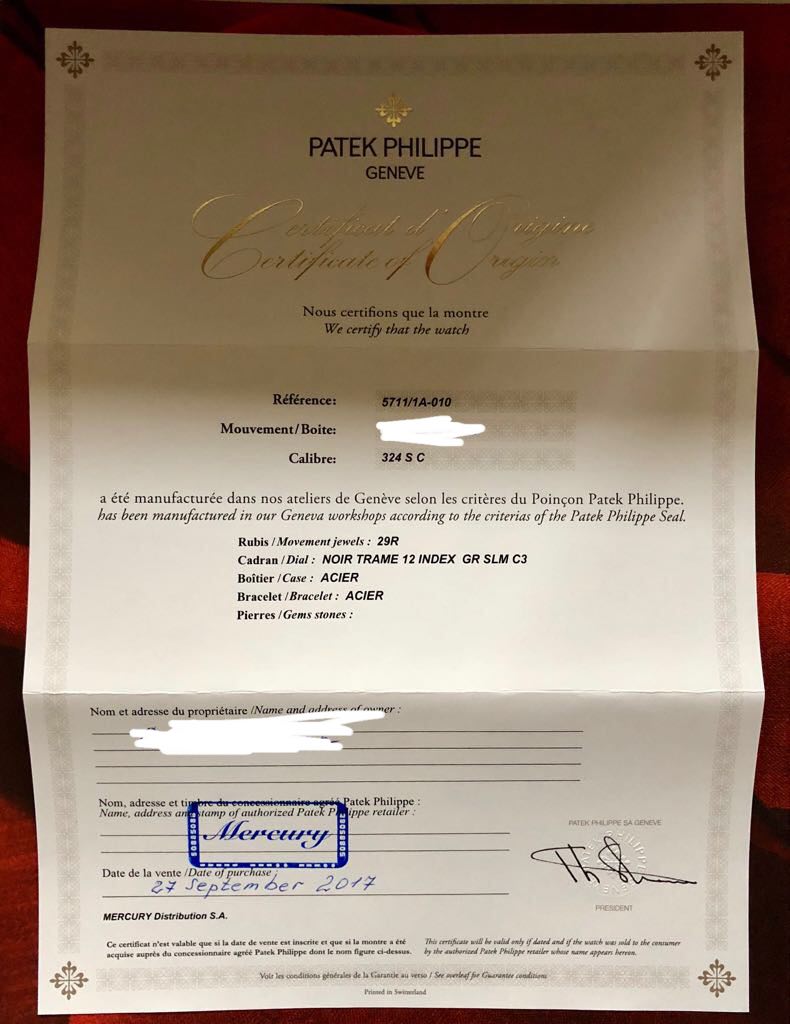 PATEK PHILIPPE
GENEVE
Certificat d'Origine
Certificate of Origin
Nous certifions que la montre
We certify that the watch
Référence: 5711/1A-010
Mouvement/Boite:
Calibre: 324 S C
a été manufacturée dans nos ateliers de Genève selon les critères du Poinçon Patek Philippe.
has been manufactured in our Geneva workshops according to the criterias of the Patek Philippe Seal.
Rubis /Movement jewels : 29R
Cadran /Dial : NOIR TRAME 12 INDEX GR SLM C3
Boîtier /Case : ACIER
Bracelet /Bracelet : ACIER
Pierres /Gems stones :
Nom et adresse du propriétaire /Name and address of owner :
Nom, adresse et timbre du concessionnaire agréé Patek Philippe :
Name, address and stamp of authorized Patek Philippe retailer :
Mercury
Date de la vente /Date of purchase :
27 September 2017
MERCURY Distribution S.A.
PATEK PHILIPPE SA GENEVE
PRESIDENT
Ce certificat n'est valable que si la date de vente est inscrite et que si la montre a été
acquise auprès du concessionnaire agréé Patek Philippe dont le nom figure ci-dessus.
This certificate will be valid only if dated and if the watch was sold to the consumer
by the authorized Patek Philippe retailer whose name appears hereon.
Voir les conditions générales de la Garantie au verso / See overleaf for Guarantee conditions
Printed in Switzerland